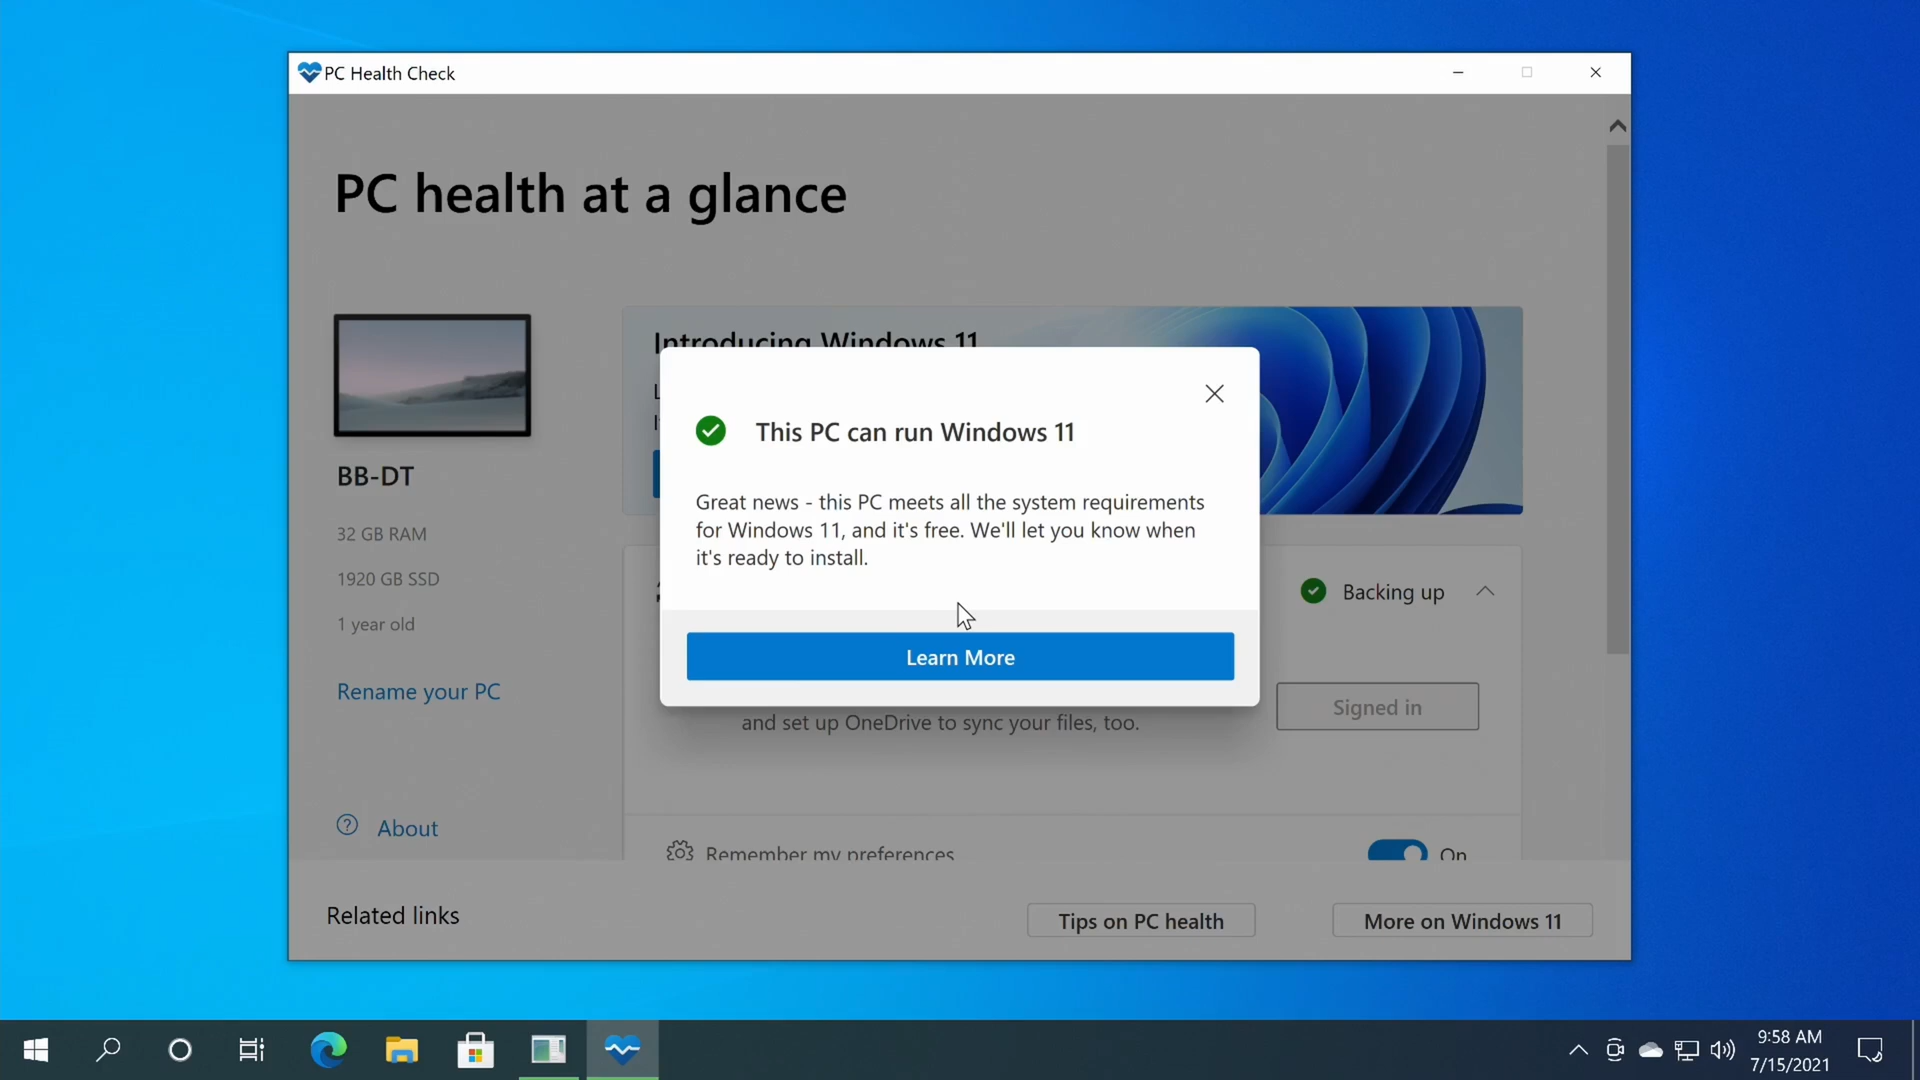 PC Health Check
PC health at a glance
BB-DT
32 GB RAM
1920 GB SSD
1 year old
Rename your PC
About
Introducing Windows 11
This PC can run Windows 11
Great news - this PC meets all the system requirements
for Windows 11, and it's free. We'll let you know when
it's ready to install.
Learn More
Backing up
and set up OneDrive to sync your files, too.
Signed in
Remember my preferences
On
Related links
Tips on PC health
More on Windows 11
9:58 AM
7/15/2021